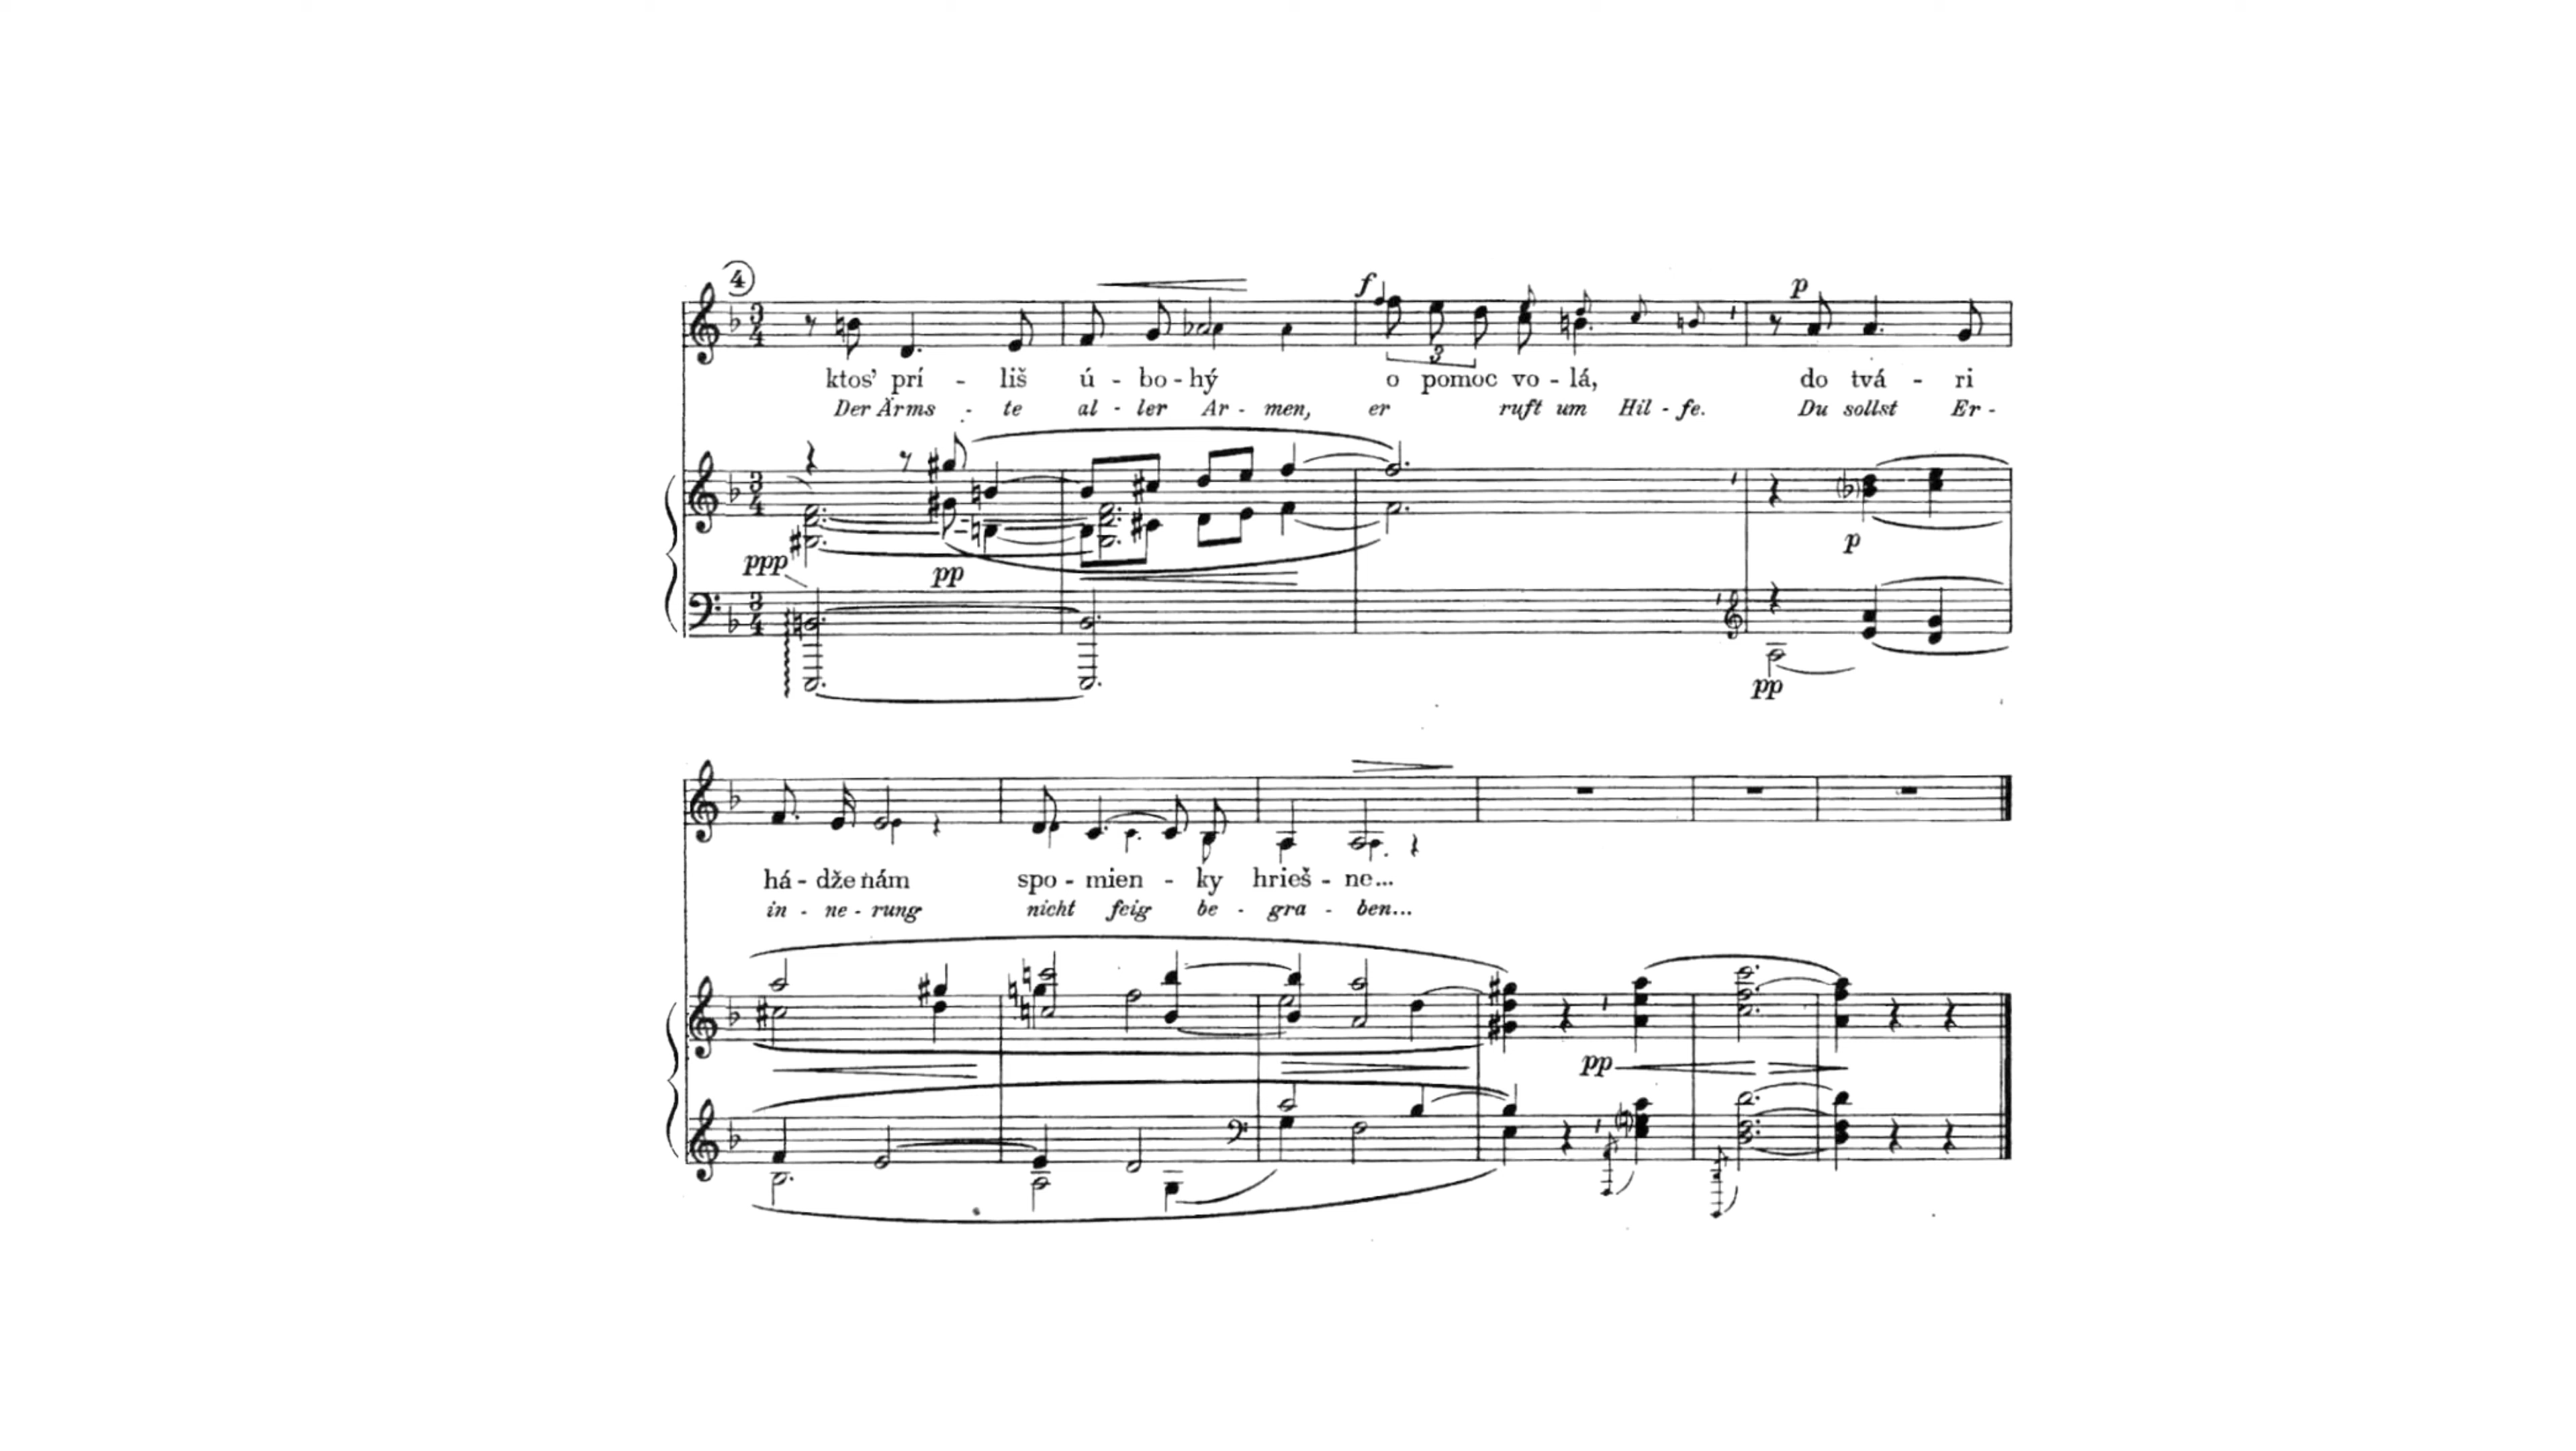 4
f p
3
ktos' prí - liš ú - bo - hý o pomoc vo - lá, do tvá - ri
Der Ärms - te al - ler Ar - men, er ruft um Hil - fe. Du sollst Er -
ppp pp p
pp
há - dže nám spo - mien - ky hrieš - ne...
in - ne - rung nicht feig be - gra - ben...
pp